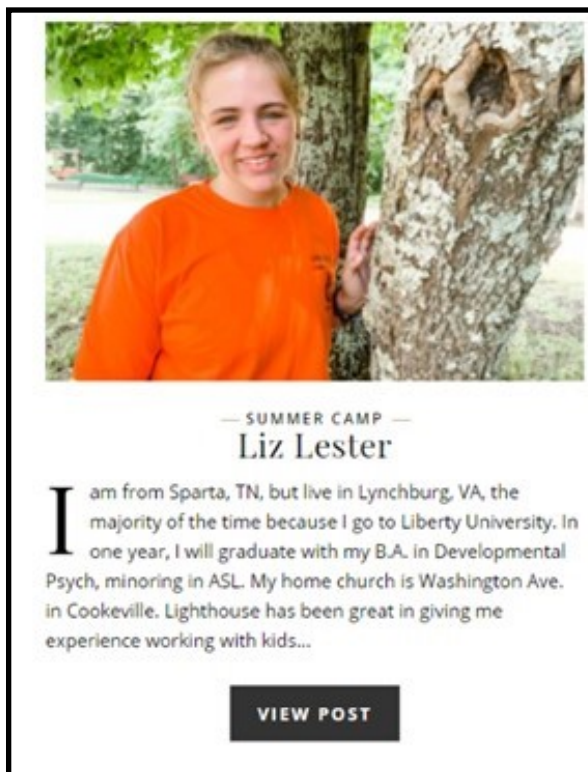 — SUMMER CAMP —
Liz Lester
I am from Sparta, TN, but live in Lynchburg, VA, the
majority of the time because I go to Liberty University. In
one year, I will graduate with my B.A. in Developmental
Psych, minoring in ASL. My home church is Washington Ave.
in Cookeville. Lighthouse has been great in giving me
experience working with kids...
VIEW POST